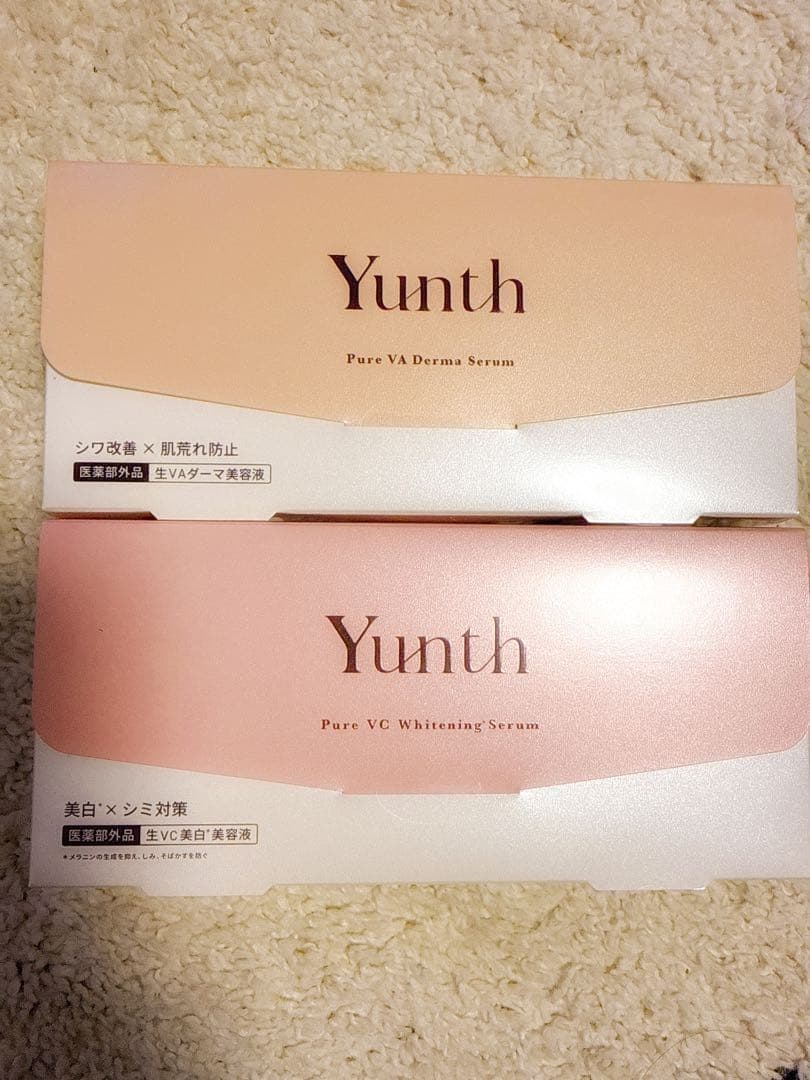 Yunth
Pure VA Derma Serum
シワ改善 × 肌荒れ防止
医薬部外品 生VAダーマ美容液
Yunth
Pure VC Whitening*Serum
美白*×シミ対策
医薬部外品 生VC美白*美容液
*メラニンの生成を抑え、しみ、そばかすを防ぐ